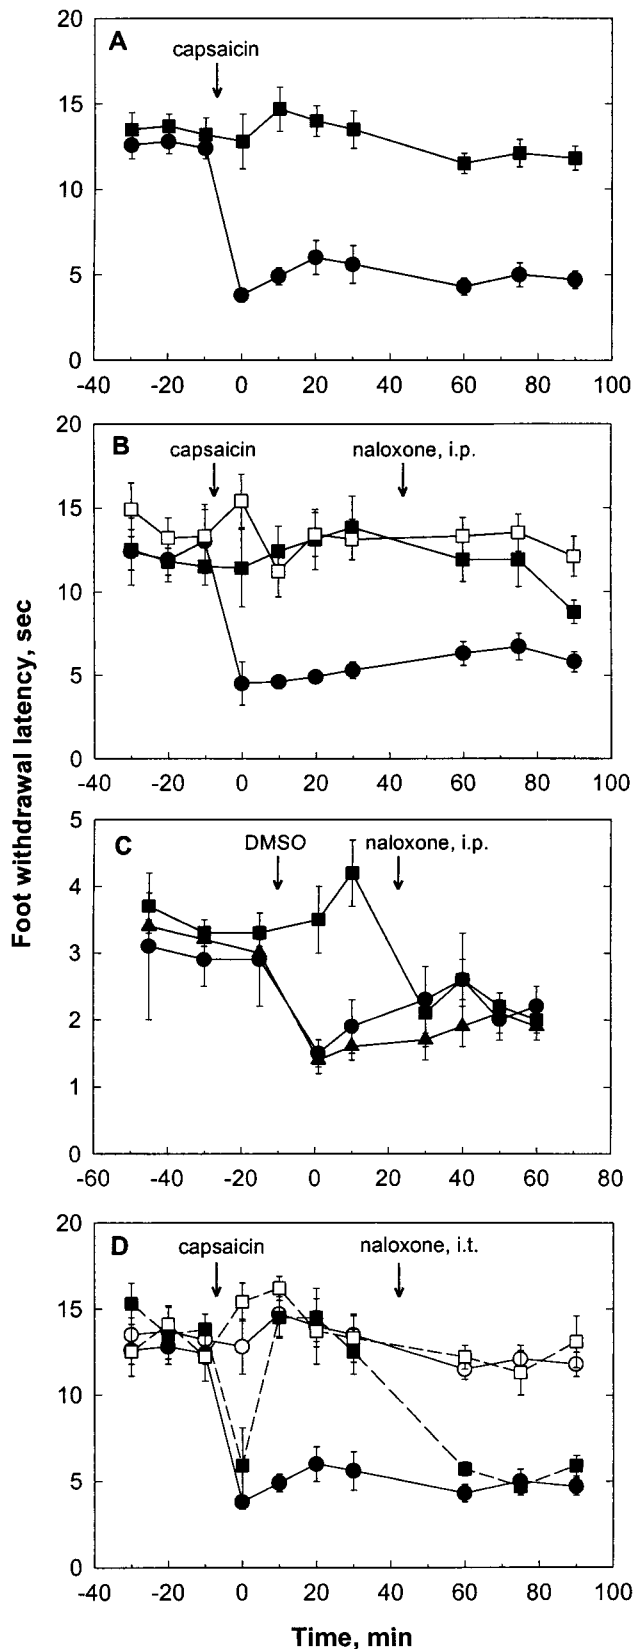 A
capsaicin
20
15
10
5
0
-40 -20 0 20 40 60 80 100
B
capsaicin naloxone, i.p.
20
15
10
5
0
-40 -20 0 20 40 60 80 100
Foot withdrawal latency, sec
C
DMSO naloxone, i.p.
5
4
3
2
1
0
-60 -40 -20 0 20 40 60 80
D
capsaicin naloxone, i.t.
20
15
10
5
0
-40 -20 0 20 40 60 80 100
Time, min